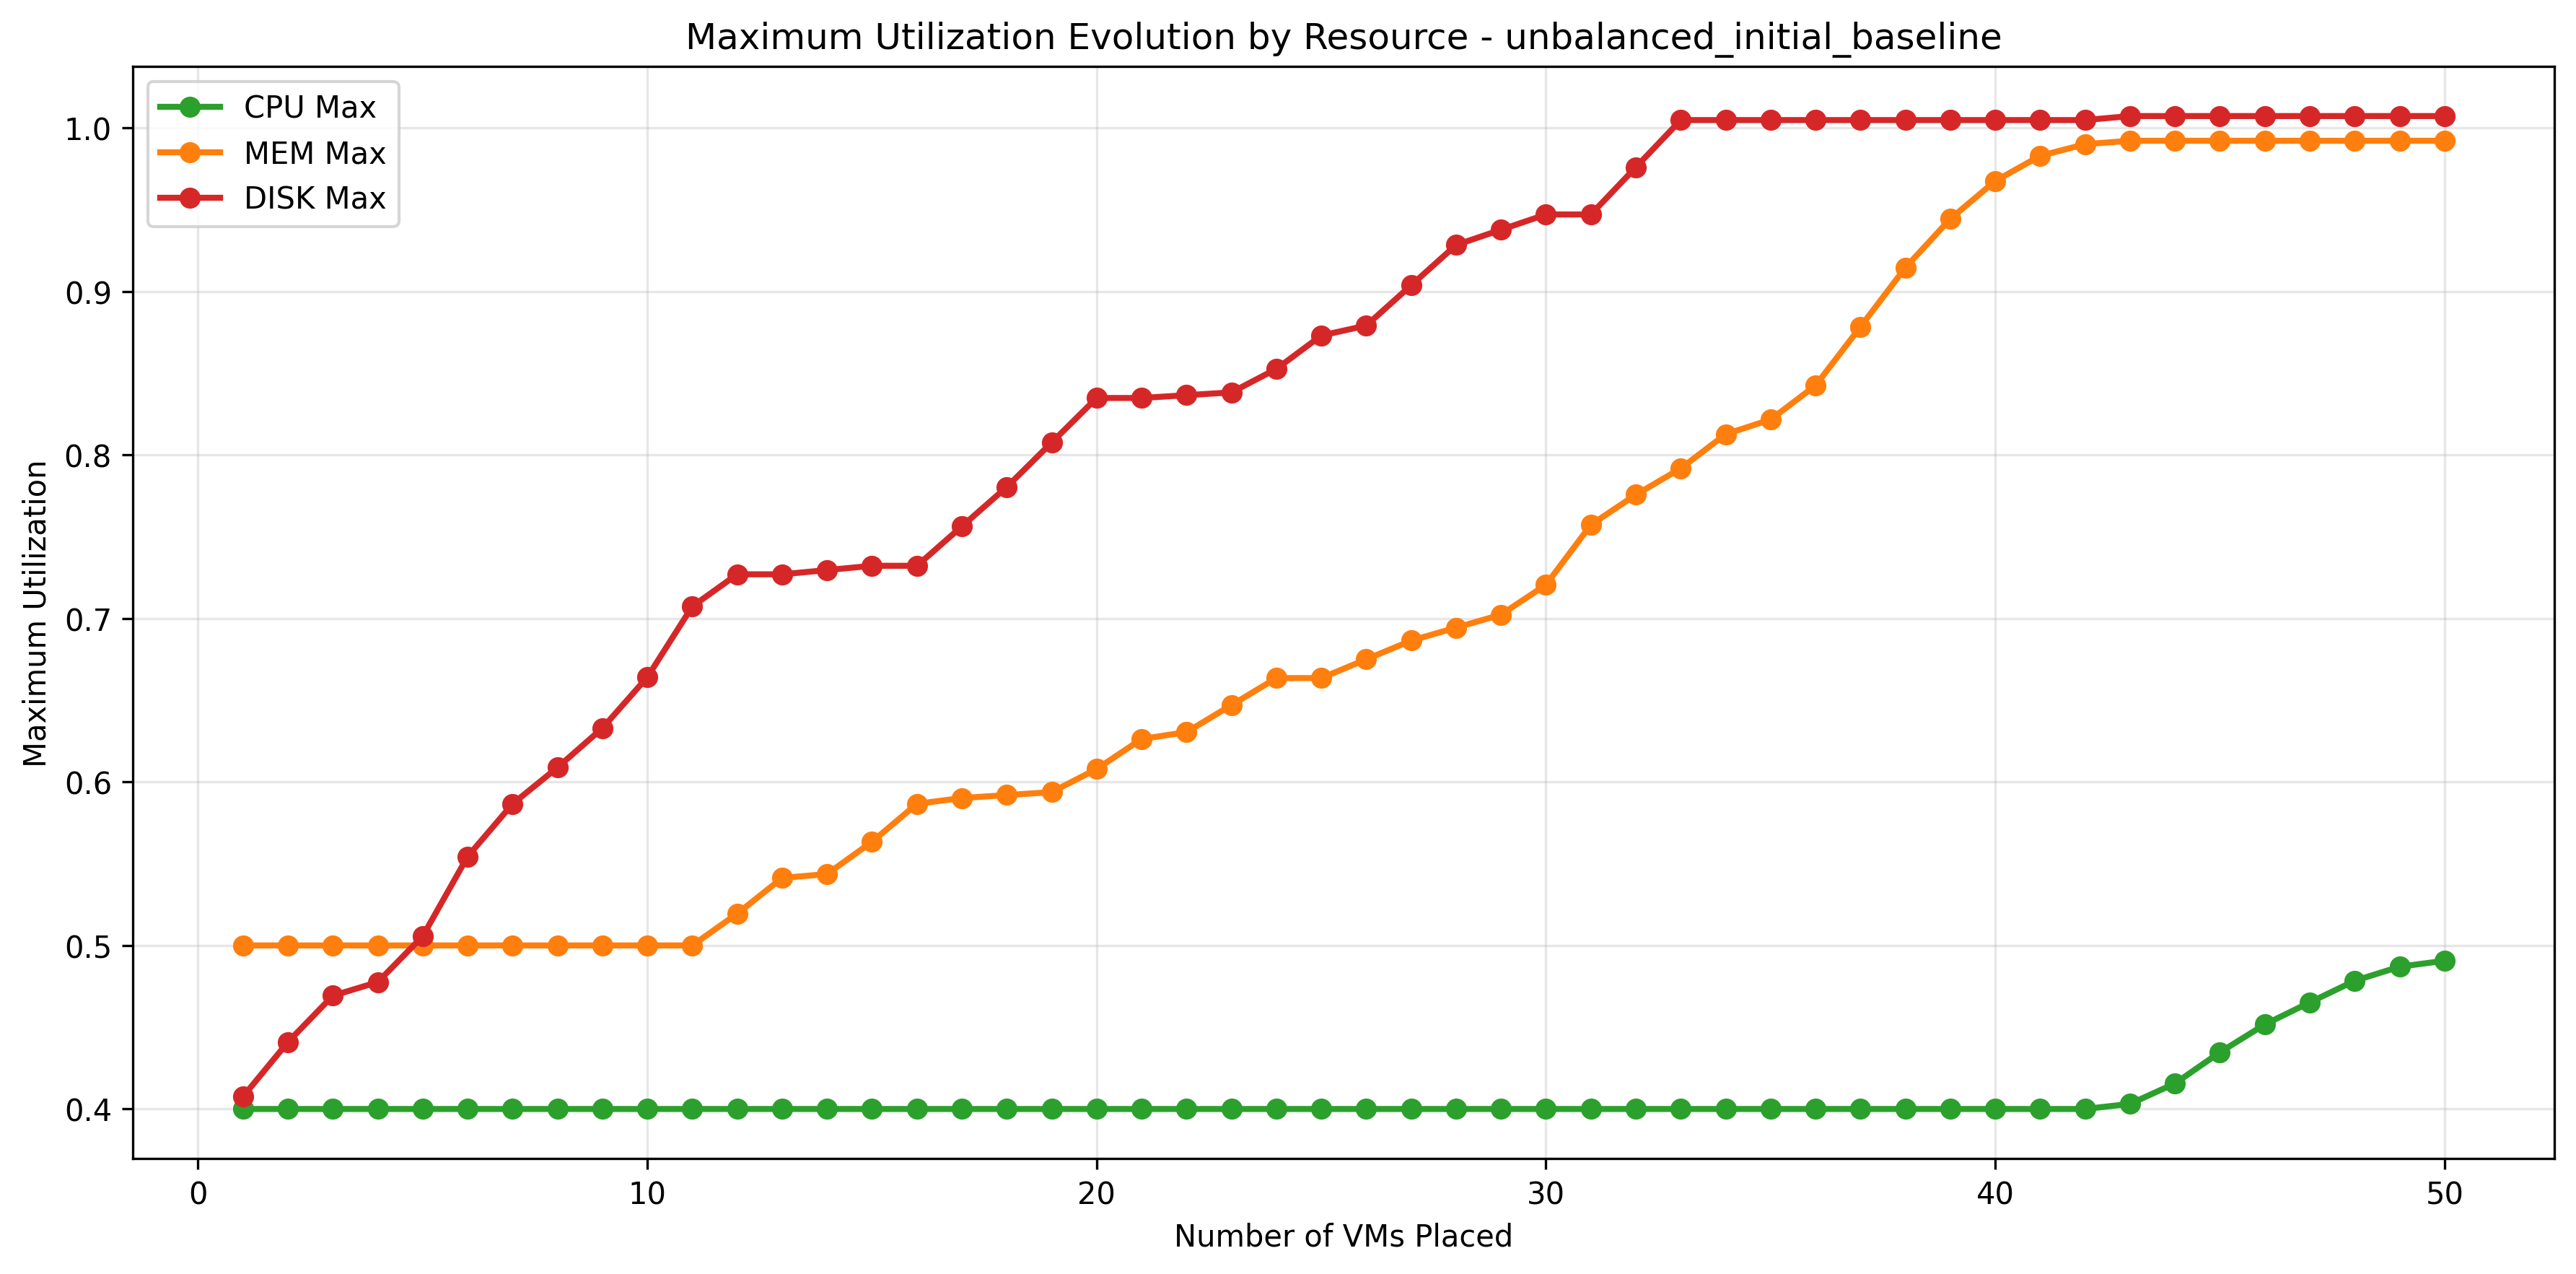 Maximum Utilization Evolution by Resource - unbalanced_initial_baseline
CPU Max
MEM Max
DISK Max
Maximum Utilization
1.0
0.9
0.8
0.7
0.6
0.5
0.4
0 10 20 30 40 50
Number of VMs Placed